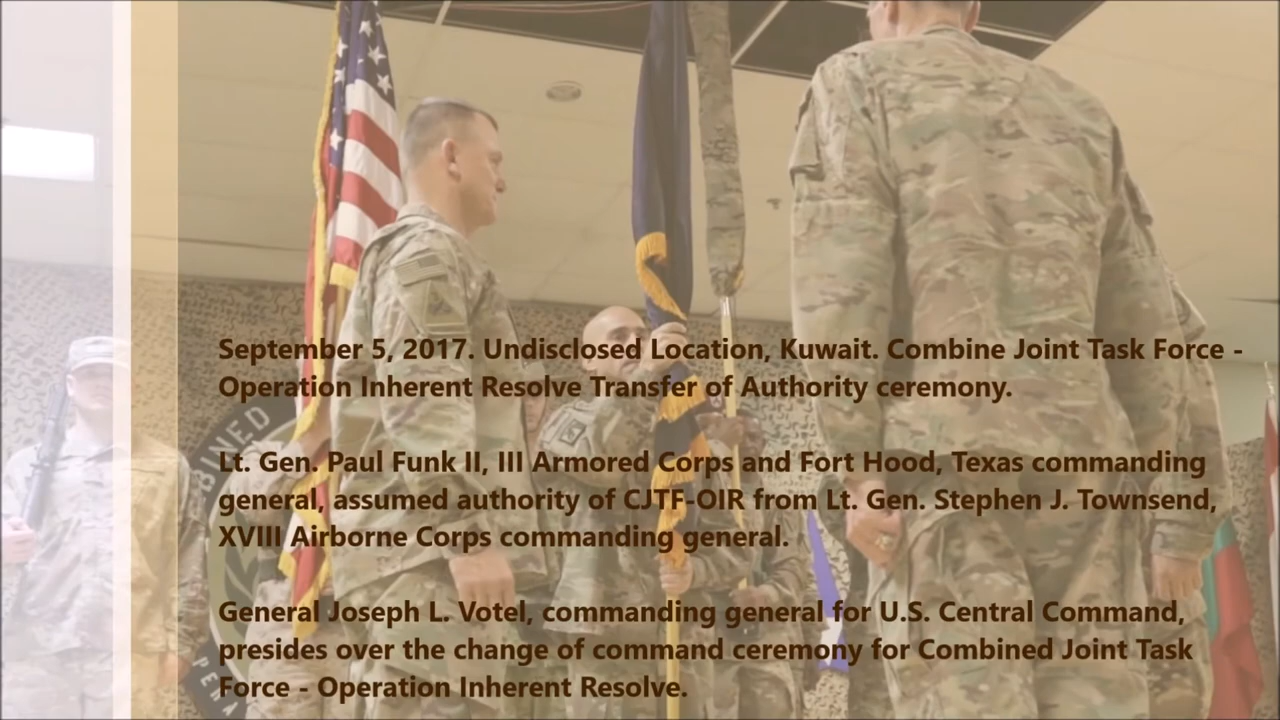 September 5, 2017. Undisclosed Location, Kuwait. Combine Joint Task Force -
Operation Inherent Resolve Transfer of Authority ceremony.
Lt. Gen. Paul Funk II, III Armored Corps and Fort Hood, Texas commanding
general, assumed authority of CJTF-OIR from Lt. Gen. Stephen J. Townsend,
XVIII Airborne Corps commanding general.
General Joseph L. Votel, commanding general for U.S. Central Command,
presides over the change of command ceremony for Combined Joint Task
Force - Operation Inherent Resolve.